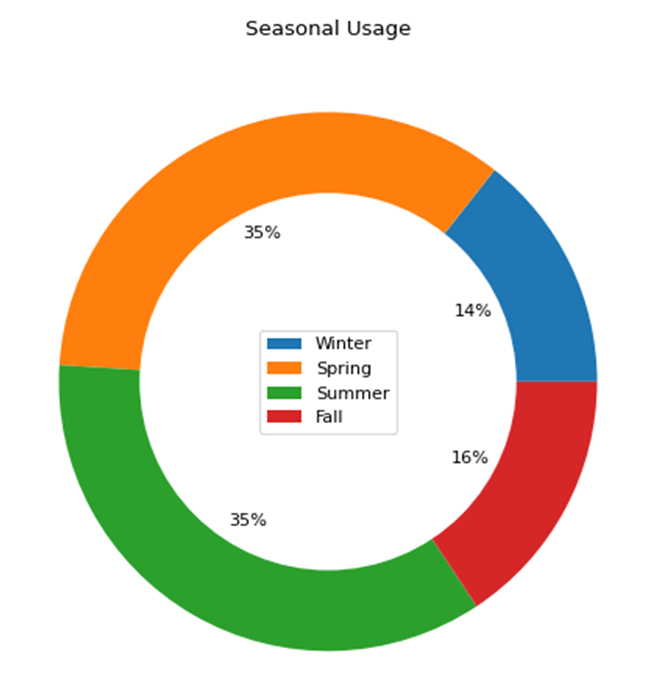 Seasonal Usage
35%
14%
Winter
Spring
Summer
Fall
16%
35%